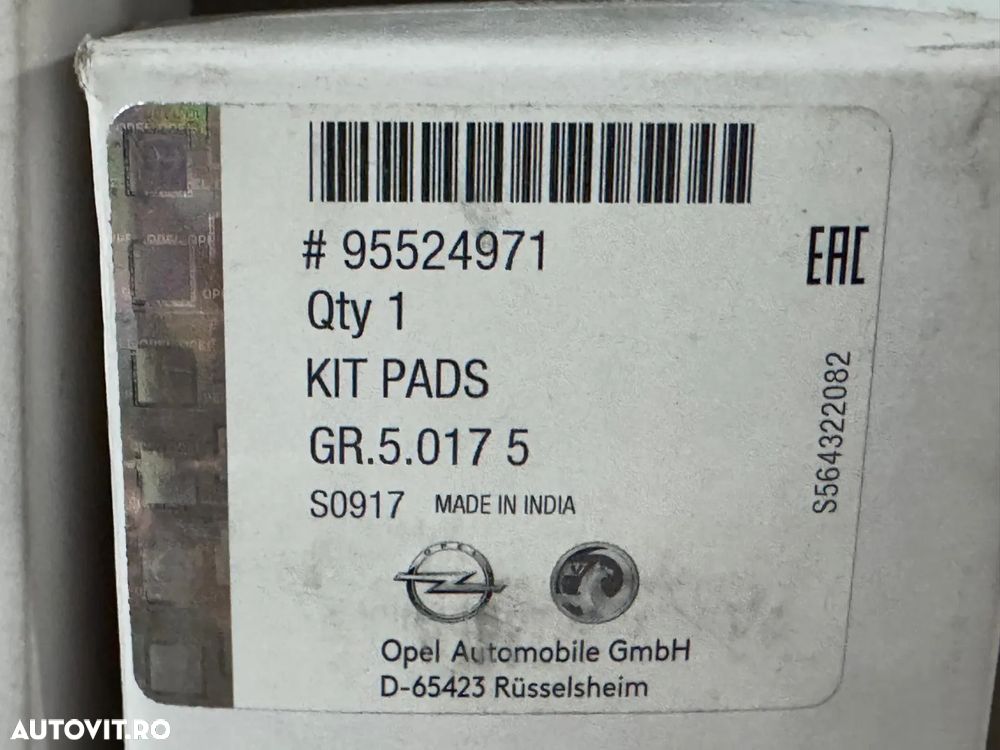 # 95524971
Qty 1
KIT PADS
GR.5.017 5
S0917 MADE IN INDIA
EAC
S564322082
OPEL
Opel Automobile GmbH
D-65423 Rüsselsheim
AUTOVIT.RO